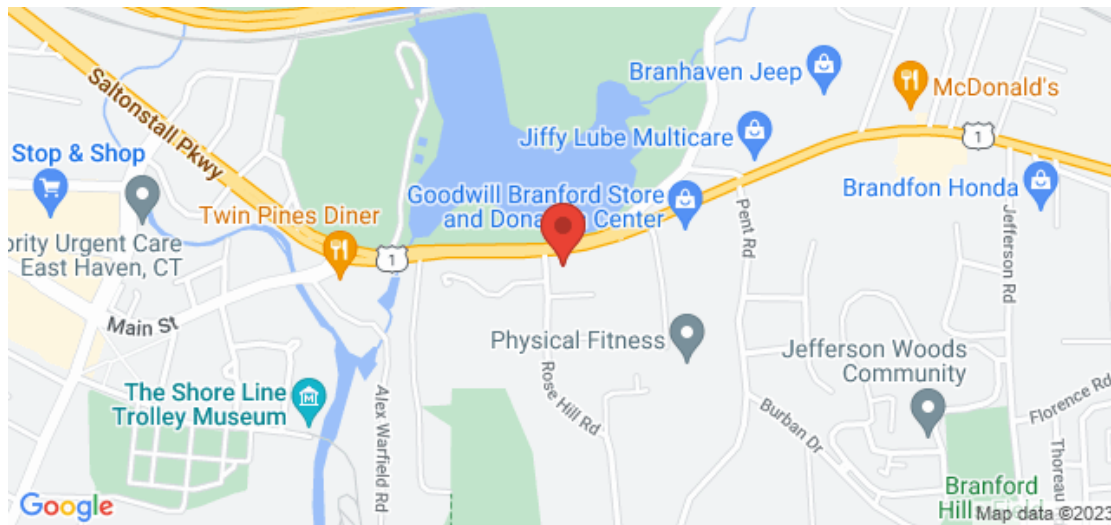 Saltonstall Pkwy
Branhaven Jeep
McDonald's
Jiffy Lube Multicare
1
Stop & Shop
Goodwill Branford Store
and Dona
Center
Brandfon Honda
Twin Pines Diner
Pent Rd
Jefferson Rd
ority Urgent Care
East Haven, CT
1
Main St
Physical Fitness
Jefferson Woods
Community
Rose Hill Rd
The Shore Line
Trolley Museum
Alex Warfield Rd
Burban Dr
Florence Rd
Thoreau
Branford
Hill
Google
Map data ©2023